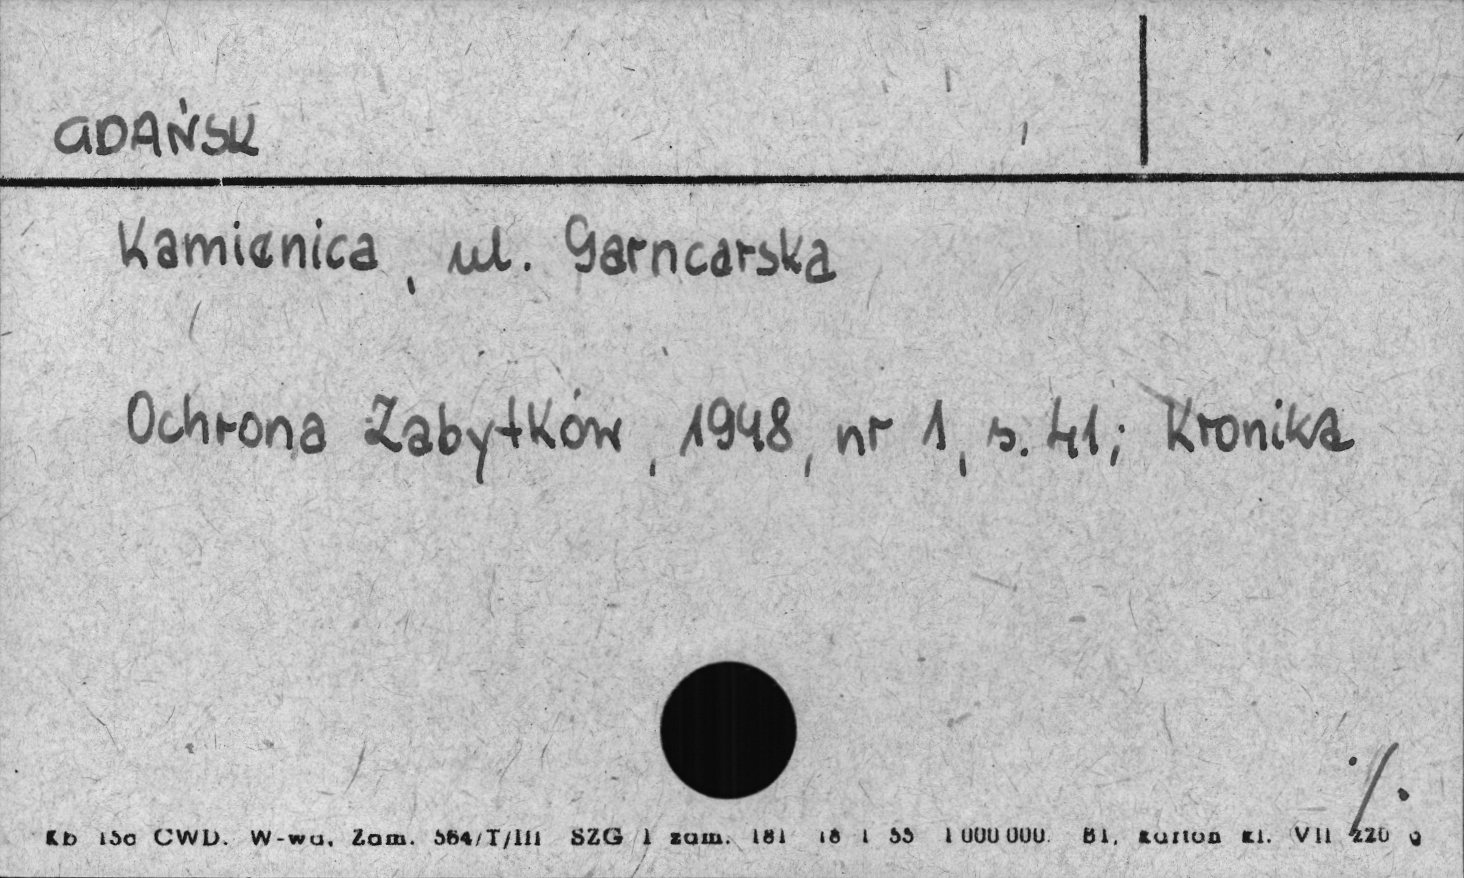 GDAŃSK
Kamienica, ul. Garncarska
Ochrona Zabytków, 1948, nr 1, s. 41; Kronika
./.
Kb 15a CWD. W-wa, Zam. 564/T/III SZG 1 zam. 181 18 1 55 1 000 000. B1, karton kl. VII 220 g